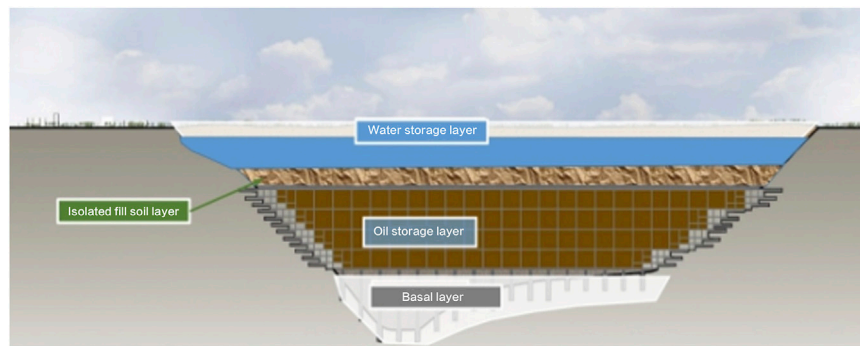 Water storage layer
Isolated fill soil layer
Oil storage layer
Basal layer